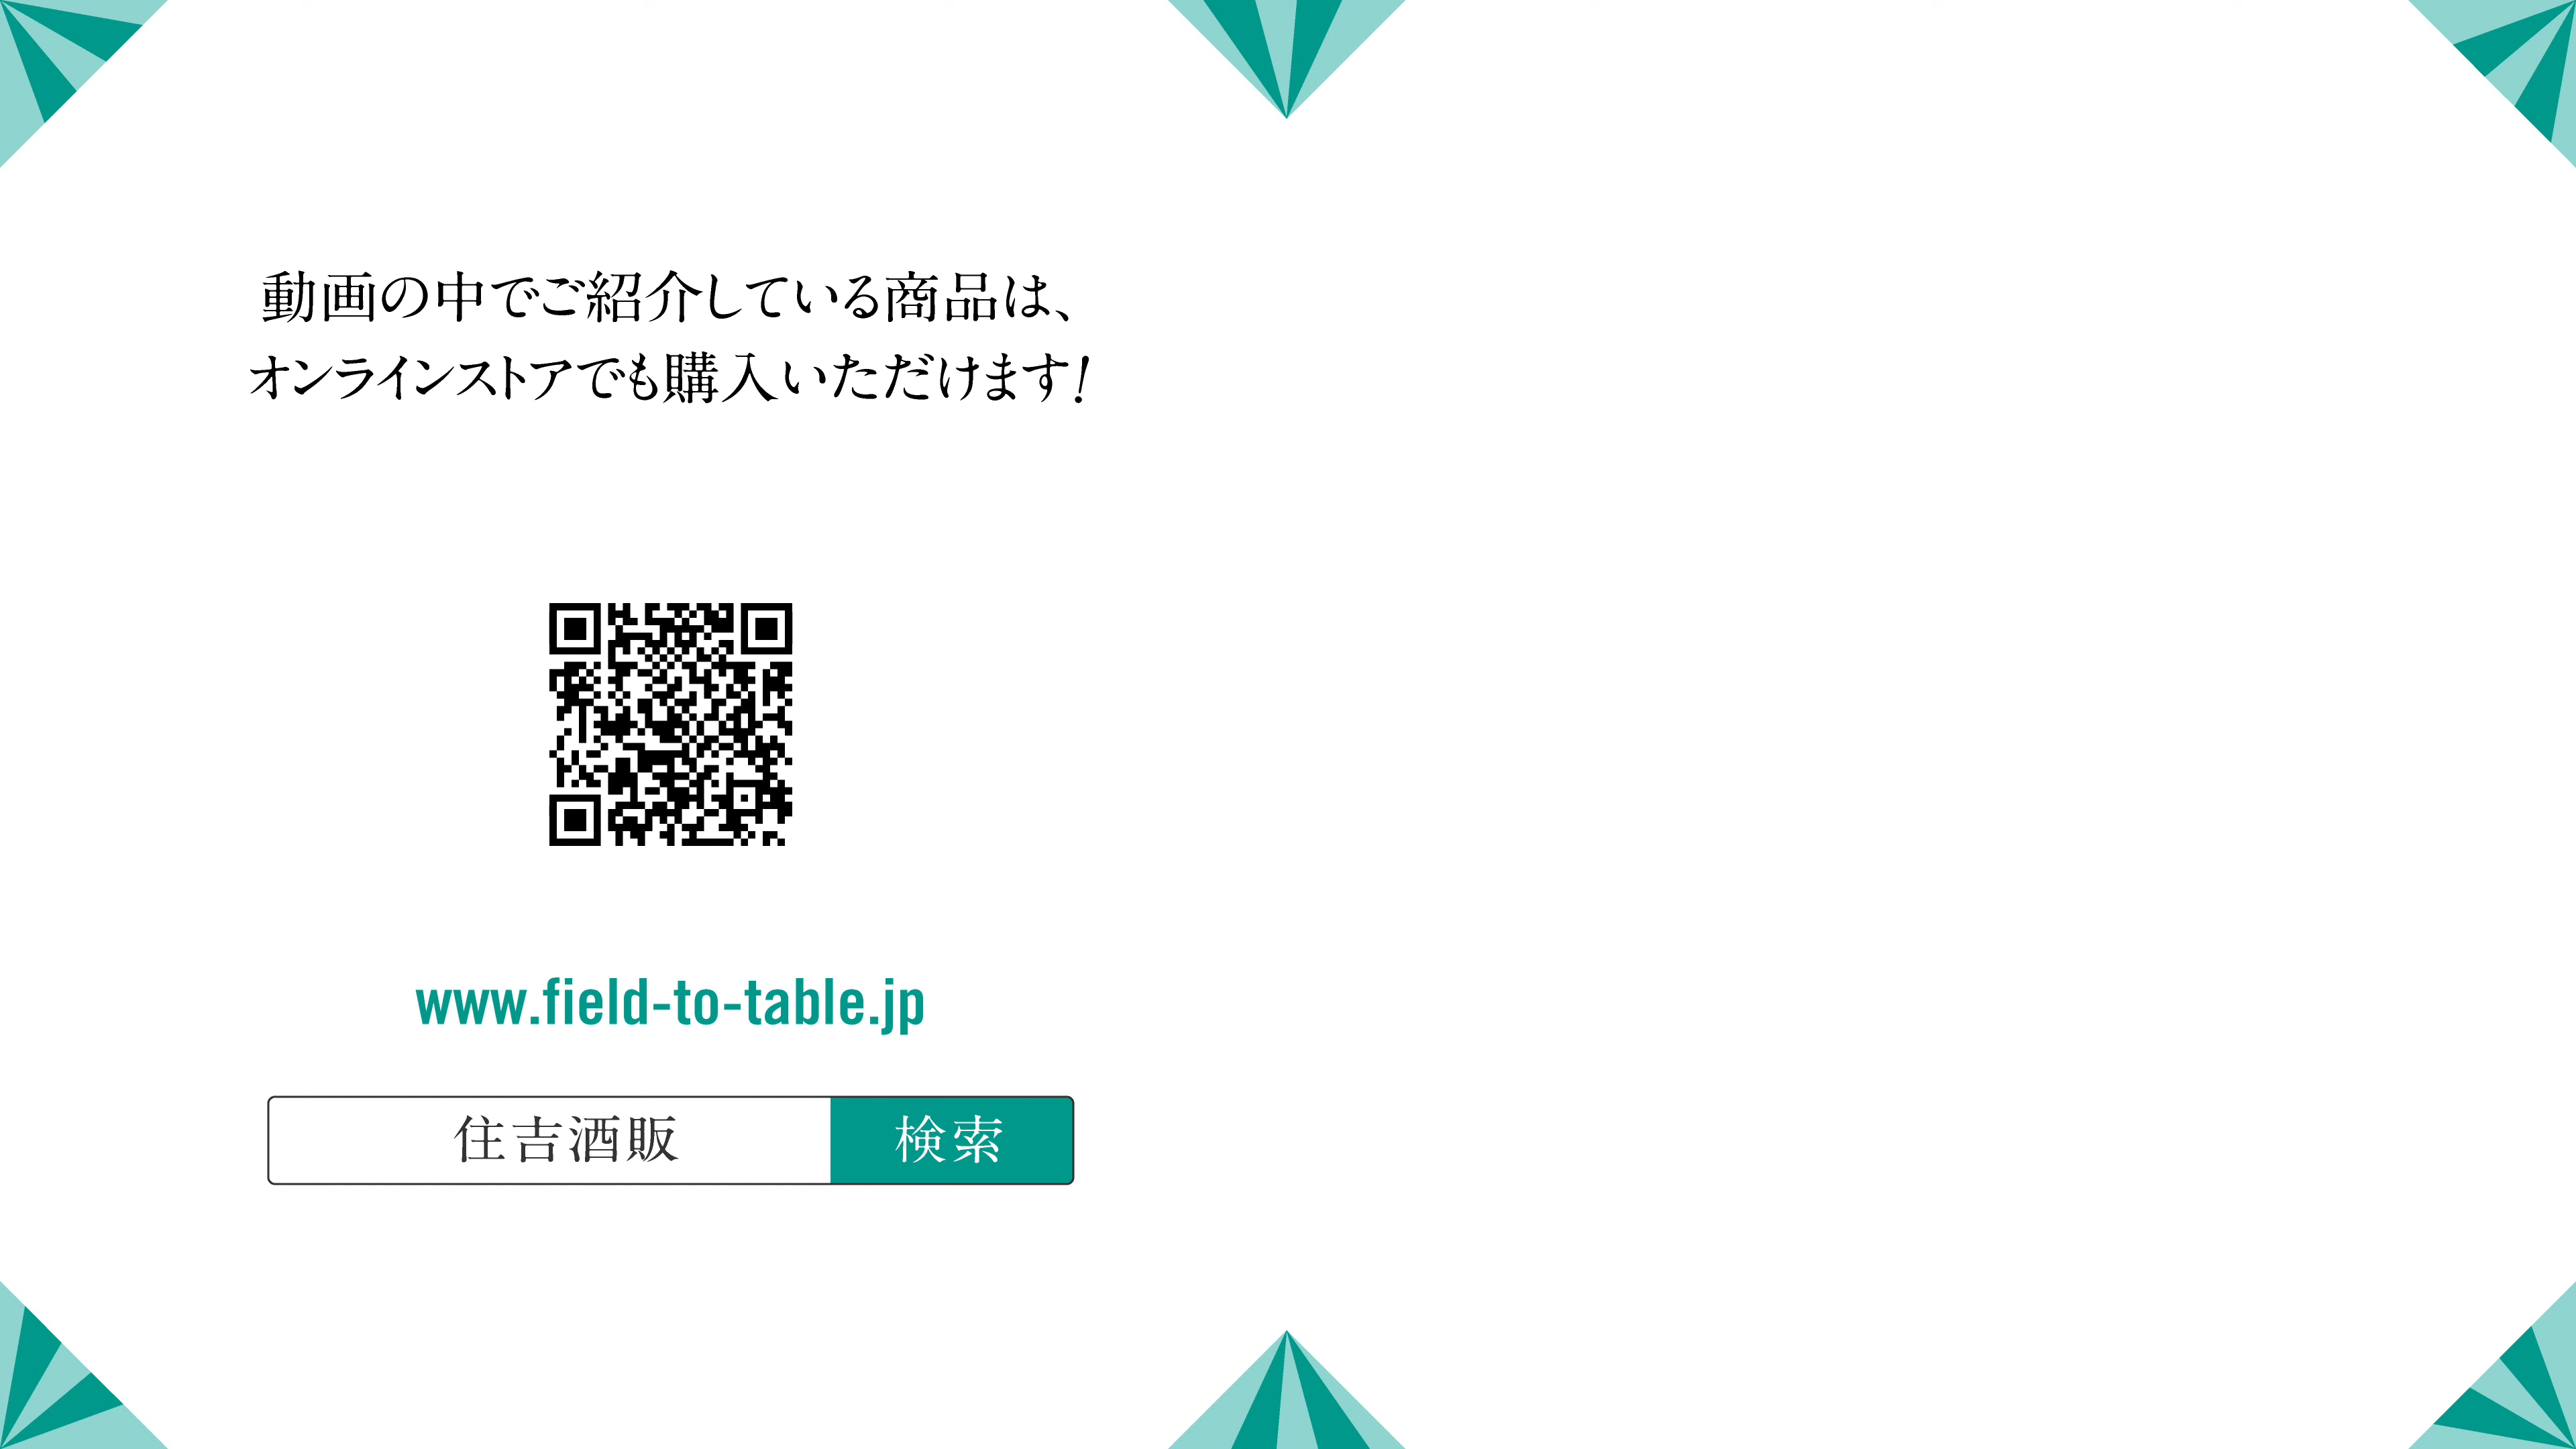 動画の中でご紹介している商品は、
オンラインストアでも購入いただけます!
www.field-to-table.jp
住吉酒販 検索